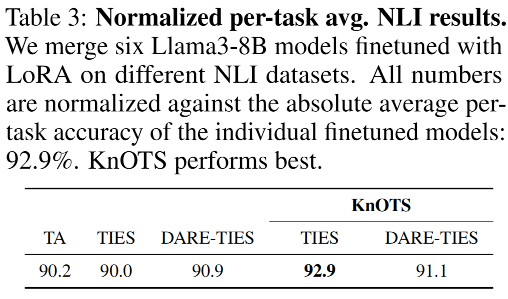 Table 3: Normalized per-task avg. NLI results.
We merge six Llama3-8B models finetuned with
LoRA on different NLI datasets. All numbers
are normalized against the absolute average per-
task accuracy of the individual finetuned models:
92.9%. KnOTS performs best.
KnOTS
TA TIES DARE-TIES TIES DARE-TIES
90.2 90.0 90.9 92.9 91.1